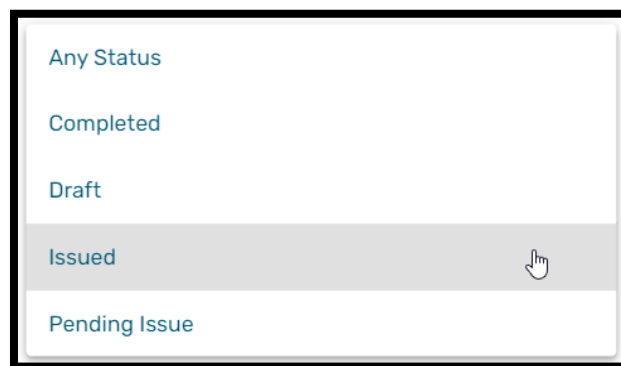 Any Status
Completed
Draft
Issued
Pending Issue